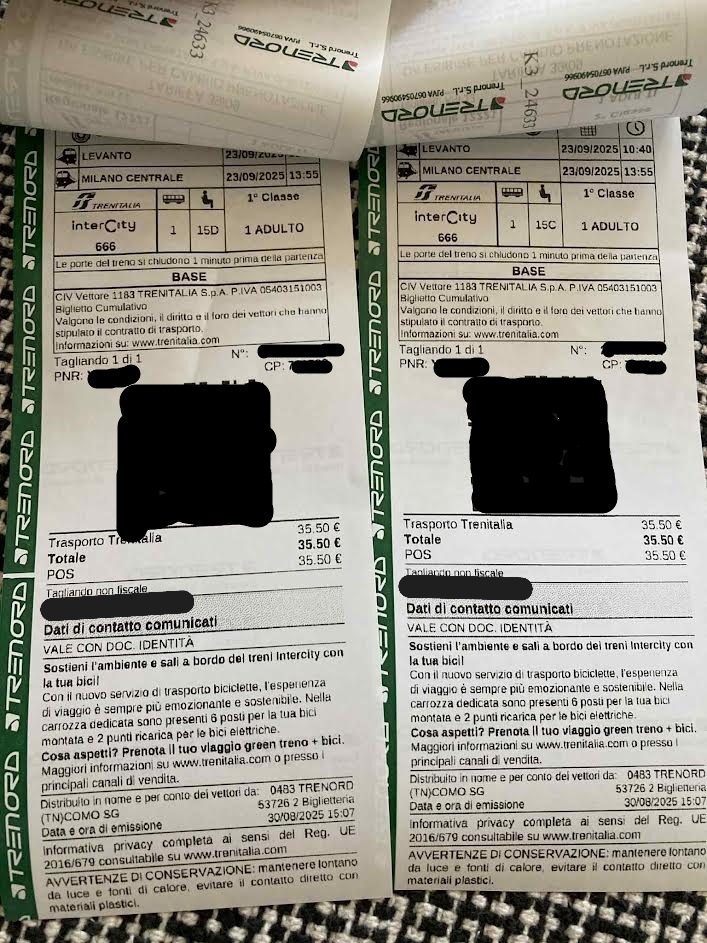 TRENORD
Trenord S.r.l.
P.IVA 06705490966
K3_24633
TRENORD
Trenord S.r.l. P.IVA 06705490966
K3_2463
TRENORD
LEVANTO 23/09/2025
MILANO CENTRALE 23/09/2025 13:55
TRENITALIA 1° Classe
InterCity 1 15D 1 ADULTO
666
Le porte del treno si chiudono 1 minuto prima della partenza
BASE
CIV Vettore 1183 TRENITALIA S.p.A. P.IVA 05403151003
Biglietto Cumulativo
Valgono le condizioni, il diritto e il foro dei vettori che hanno
stipulato il contratto di trasporto.
Informazioni su: www.trenitalia.com
Tagliando 1 di 1 N°:
PNR: CP:
Trasporto Trenitalia 35.50 €
Totale 35.50 €
POS 35.50 €
Tagliando non fiscale
Dati di contatto comunicati
VALE CON DOC. IDENTITÀ
Sostieni l'ambiente e sali a bordo dei treni Intercity con
la tua bici!
Con il nuovo servizio di trasporto biciclette, l'esperienza
di viaggio è sempre più emozionante e sostenibile. Nella
carrozza dedicata sono presenti 6 posti per la tua bici
montata e 2 punti ricarica per le bici elettriche.
Cosa aspetti? Prenota il tuo viaggio green treno + bici.
Maggiori informazioni su www.trenitalia.com o presso i
principali canali di vendita.
Distribuito in nome e per conto dei vettori da: 0483 TRENORD
(TN)COMO SG 53726 2 Biglietteria
Data e ora di emissione 30/08/2025 15:07
Informativa privacy completa ai sensi del Reg. UE
2016/679 consultabile su www.trenitalia.com
AVVERTENZE DI CONSERVAZIONE: mantenere lontano
da luce e fonti di calore, evitare il contatto diretto con
materiali plastici.
LEVANTO 23/09/2025 10:40
MILANO CENTRALE 23/09/2025 13:55
TRENITALIA 1° Classe
InterCity 1 15C 1 ADULTO
666
Le porte del treno si chiudono 1 minuto prima della partenza
BASE
CIV Vettore 1183 TRENITALIA S.p.A. P.IVA 05403151003
Biglietto Cumulativo
Valgono le condizioni, il diritto e il foro dei vettori che hanno
stipulato il contratto di trasporto.
Informazioni su: www.trenitalia.com
Tagliando 1 di 1 N°:
PNR: CP:
Trasporto Trenitalia 35.50 €
Totale 35.50 €
POS 35.50 €
Tagliando non fiscale
Dati di contatto comunicati
VALE CON DOC. IDENTITÀ
Sostieni l'ambiente e sali a bordo dei treni Intercity con
la tua bici!
Con il nuovo servizio di trasporto biciclette, l'esperienza
di viaggio è sempre più emozionante e sostenibile. Nella
carrozza dedicata sono presenti 6 posti per la tua bici
montata e 2 punti ricarica per le bici elettriche.
Cosa aspetti? Prenota il tuo viaggio green treno + bici.
Maggiori informazioni su www.trenitalia.com o presso i
principali canali di vendita.
Distribuito in nome e per conto dei vettori da: 0483 TRENORD
(TN)COMO SG 53726 2 Biglietteria
Data e ora di emissione 30/08/2025 15:07
Informativa privacy completa ai sensi del Reg. UE
2016/679 consultabile su www.trenitalia.com
AVVERTENZE DI CONSERVAZIONE: mantenere lontano
da luce e fonti di calore, evitare il contatto diretto con
materiali plastici.